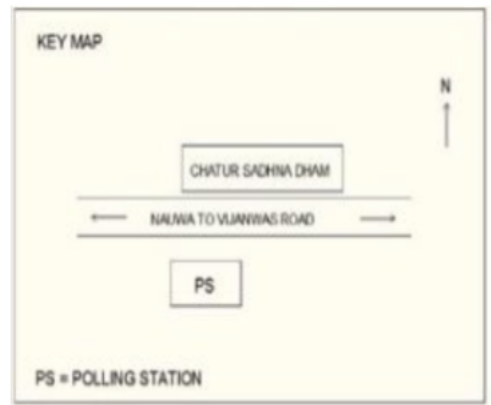 KEY MAP
N
CHATUR SADHNA DHAM
NAUWA TO VIJANWAS ROAD
PS
PS = POLLING STATION